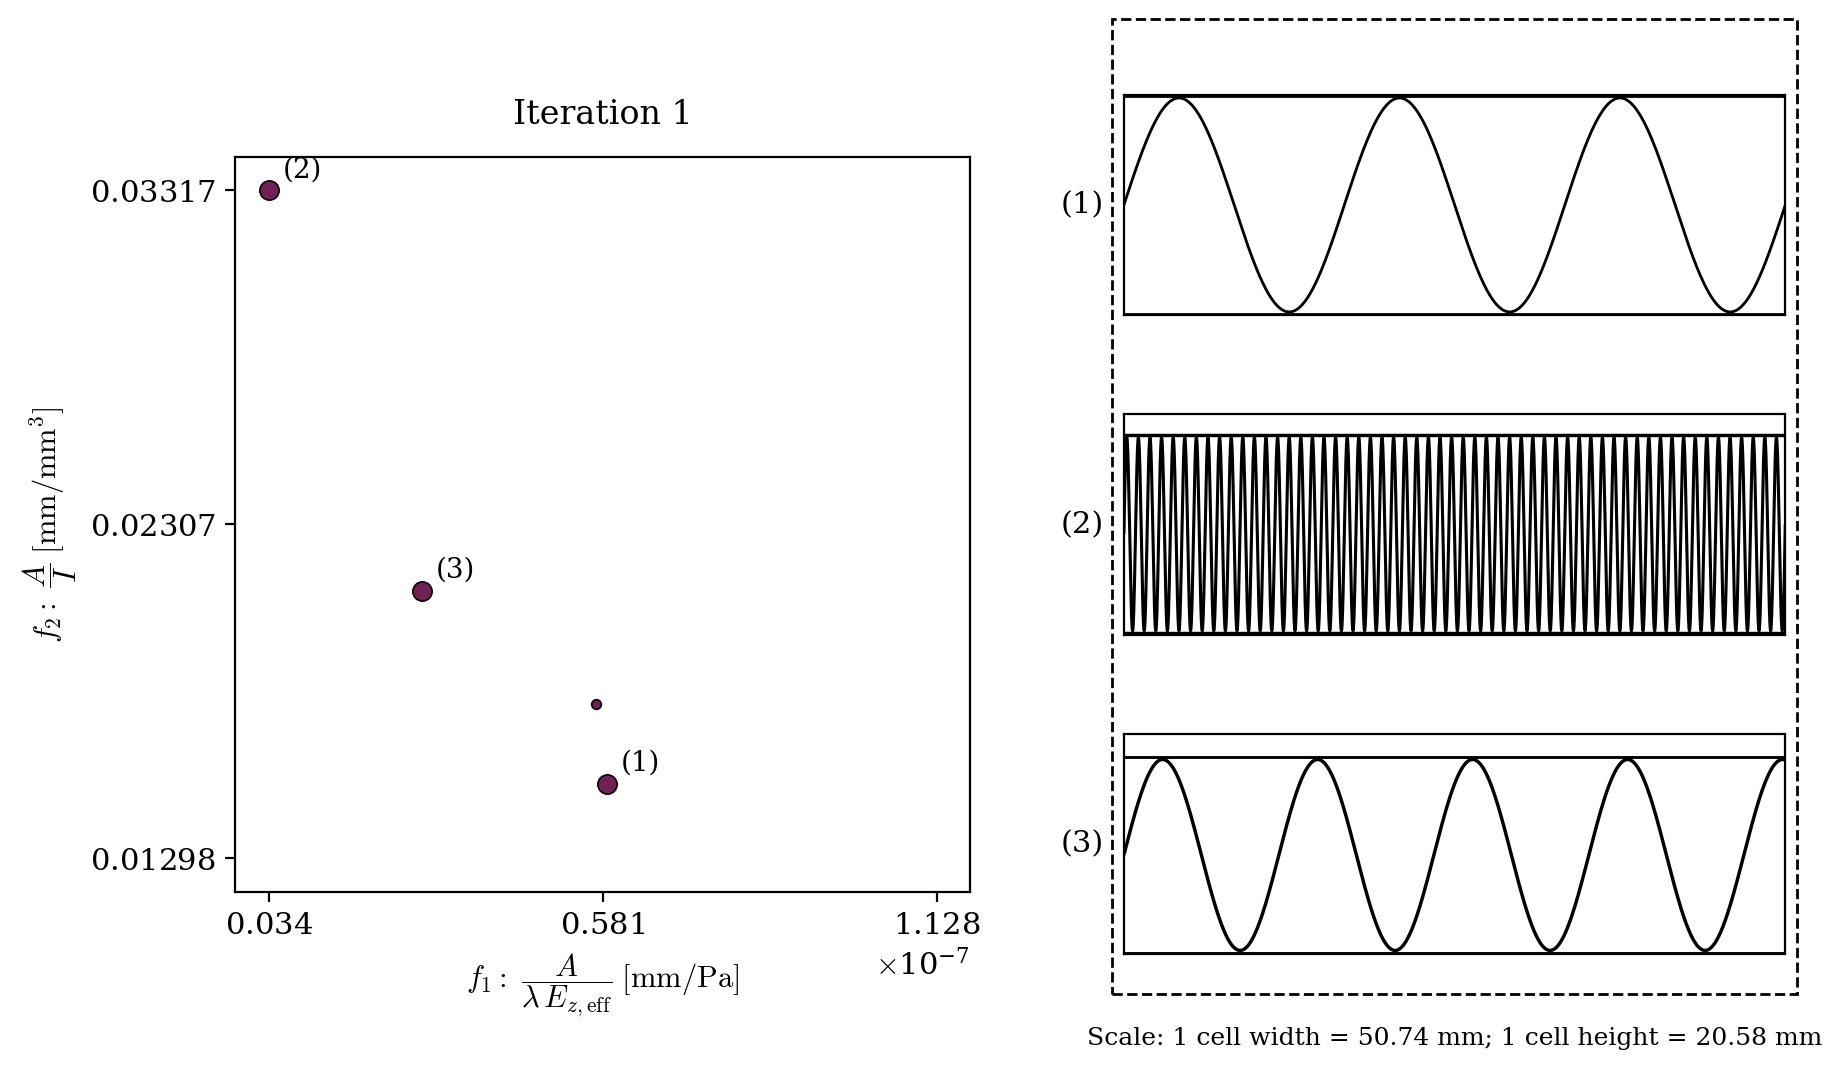 Iteration 1
0.03317
0.02307
0.01298
f₂ : A/I [mm/mm³]
(2)
(3)
(1)
0.034 0.581 1.128
×10⁻⁷
f₁ : A/(λ E_z, eff) [mm/Pa]
(1)
(2)
(3)
Scale: 1 cell width = 50.74 mm; 1 cell height = 20.58 mm